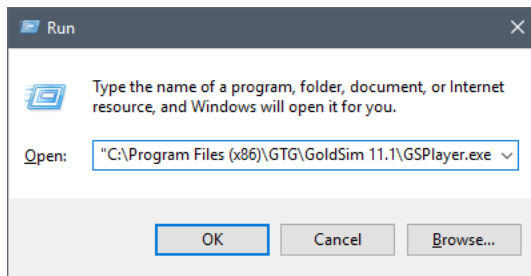 Run
Type the name of a program, folder, document, or Internet
resource, and Windows will open it for you.
Open: "C:\Program Files (x86)\GTG\GoldSim 11.1\GSPlayer.exe
OK Cancel Browse...